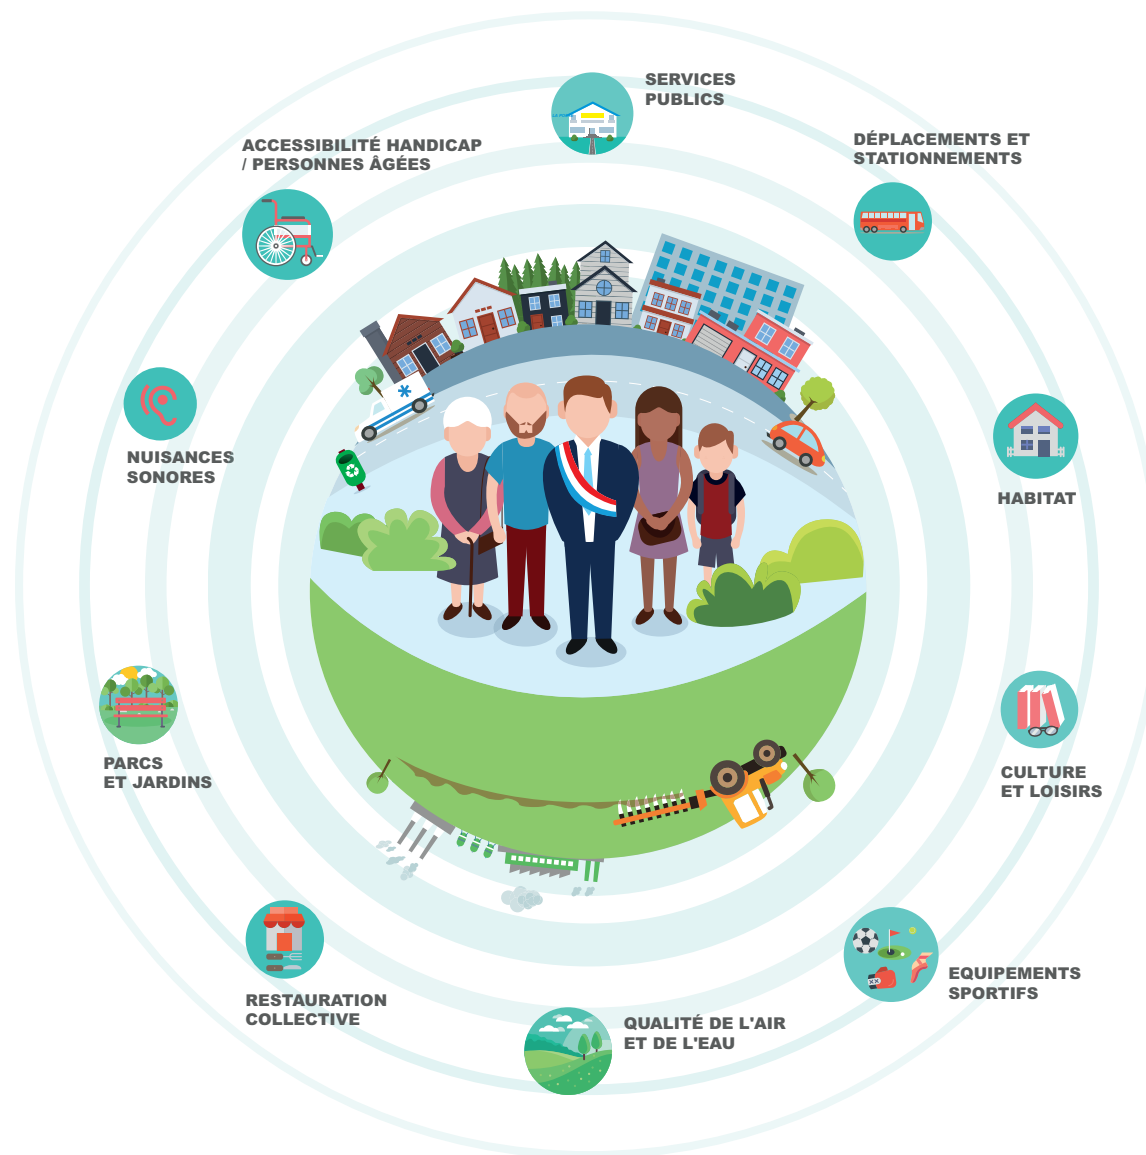 SERVICES
PUBLICS
ACCESSIBILITÉ HANDICAP
/ PERSONNES ÂGÉES
DÉPLACEMENTS ET
STATIONNEMENTS
NUISANCES
SONORES
HABITAT
PARCS
ET JARDINS
CULTURE
ET LOISIRS
RESTAURATION
COLLECTIVE
EQUIPEMENTS
SPORTIFS
QUALITÉ DE L'AIR
ET DE L'EAU